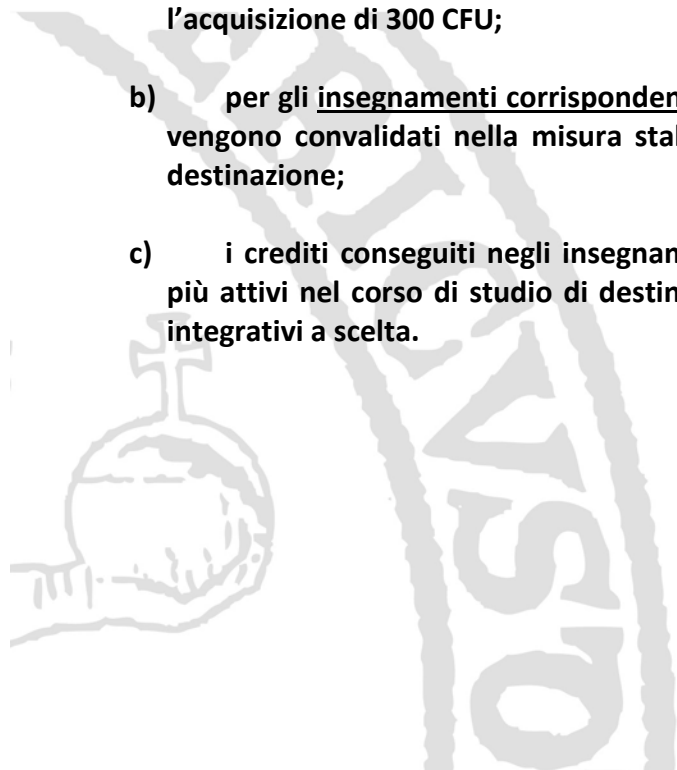 l’acquisizione di 300 CFU;
b) per gli insegnamenti
vengono convalidati nella misura
destinazione;
c) i crediti conseguiti negli
più attivi nel corso di studio di
integrativi a scelta.